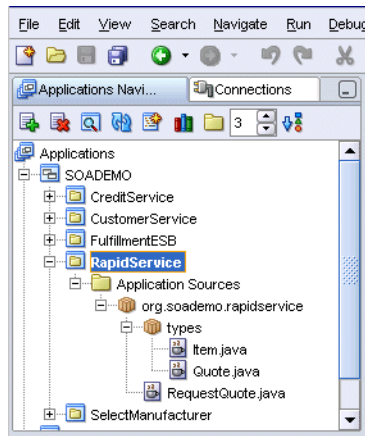 File Edit View Search Navigate Run Debug
Applications Navi... Connections
3
Applications
SOADEMO
CreditService
CustomerService
FulfillmentESB
RapidService
Application Sources
org.soademo.rapidservice
types
Item.java
Quote.java
RequestQuote.java
SelectManufacturer